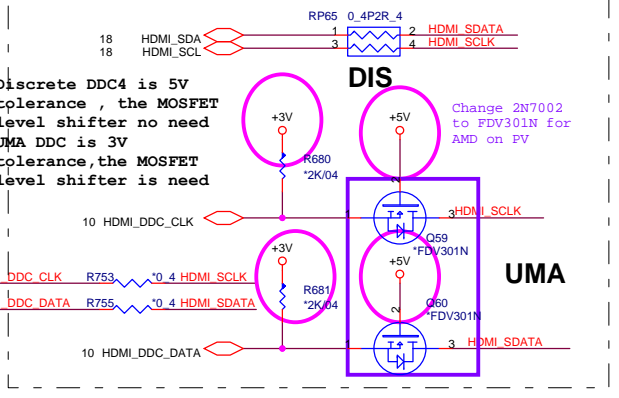 RP65 0_4P2R_4
18 HDMI_SDA 1 2 HDMI_SDATA
18 HDMI_SCL 3 4 HDMI_SCLK
DIS
Discrete DDC4 is 5V
tolerance , the MOSFET
level shifter no need
UMA DDC is 3V
tolerance,the MOSFET
level shifter is need
+3V
+5V
Change 2N7002
to FDV301N for
AMD on PV
R680
*2K/04
2
10 HDMI_DDC_CLK 1 3 HDMI_SCLK
Q59
*FDV301N
+3V
+5V
UMA
DDC_CLK R753 *0_4 HDMI_SCLK
R681
*2K/04
DDC_DATA R755 *0_4 HDMI_SDATA
2
Q60
*FDV301N
10 HDMI_DDC_DATA 1 3 HDMI_SDATA